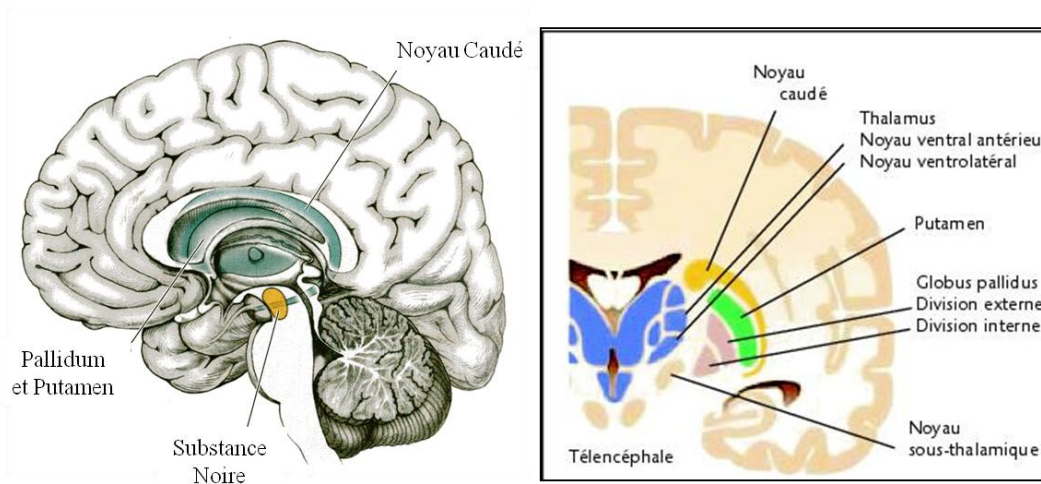 Noyau Caudé
Pallidum
et Putamen
Substance
Noire
Noyau
caudé
Thalamus
Noyau ventral antérieu
Noyau ventrolatéral
Putamen
Globus pallidus
Division externe
Division interne
Noyau
sous-thalamique
Télencéphale